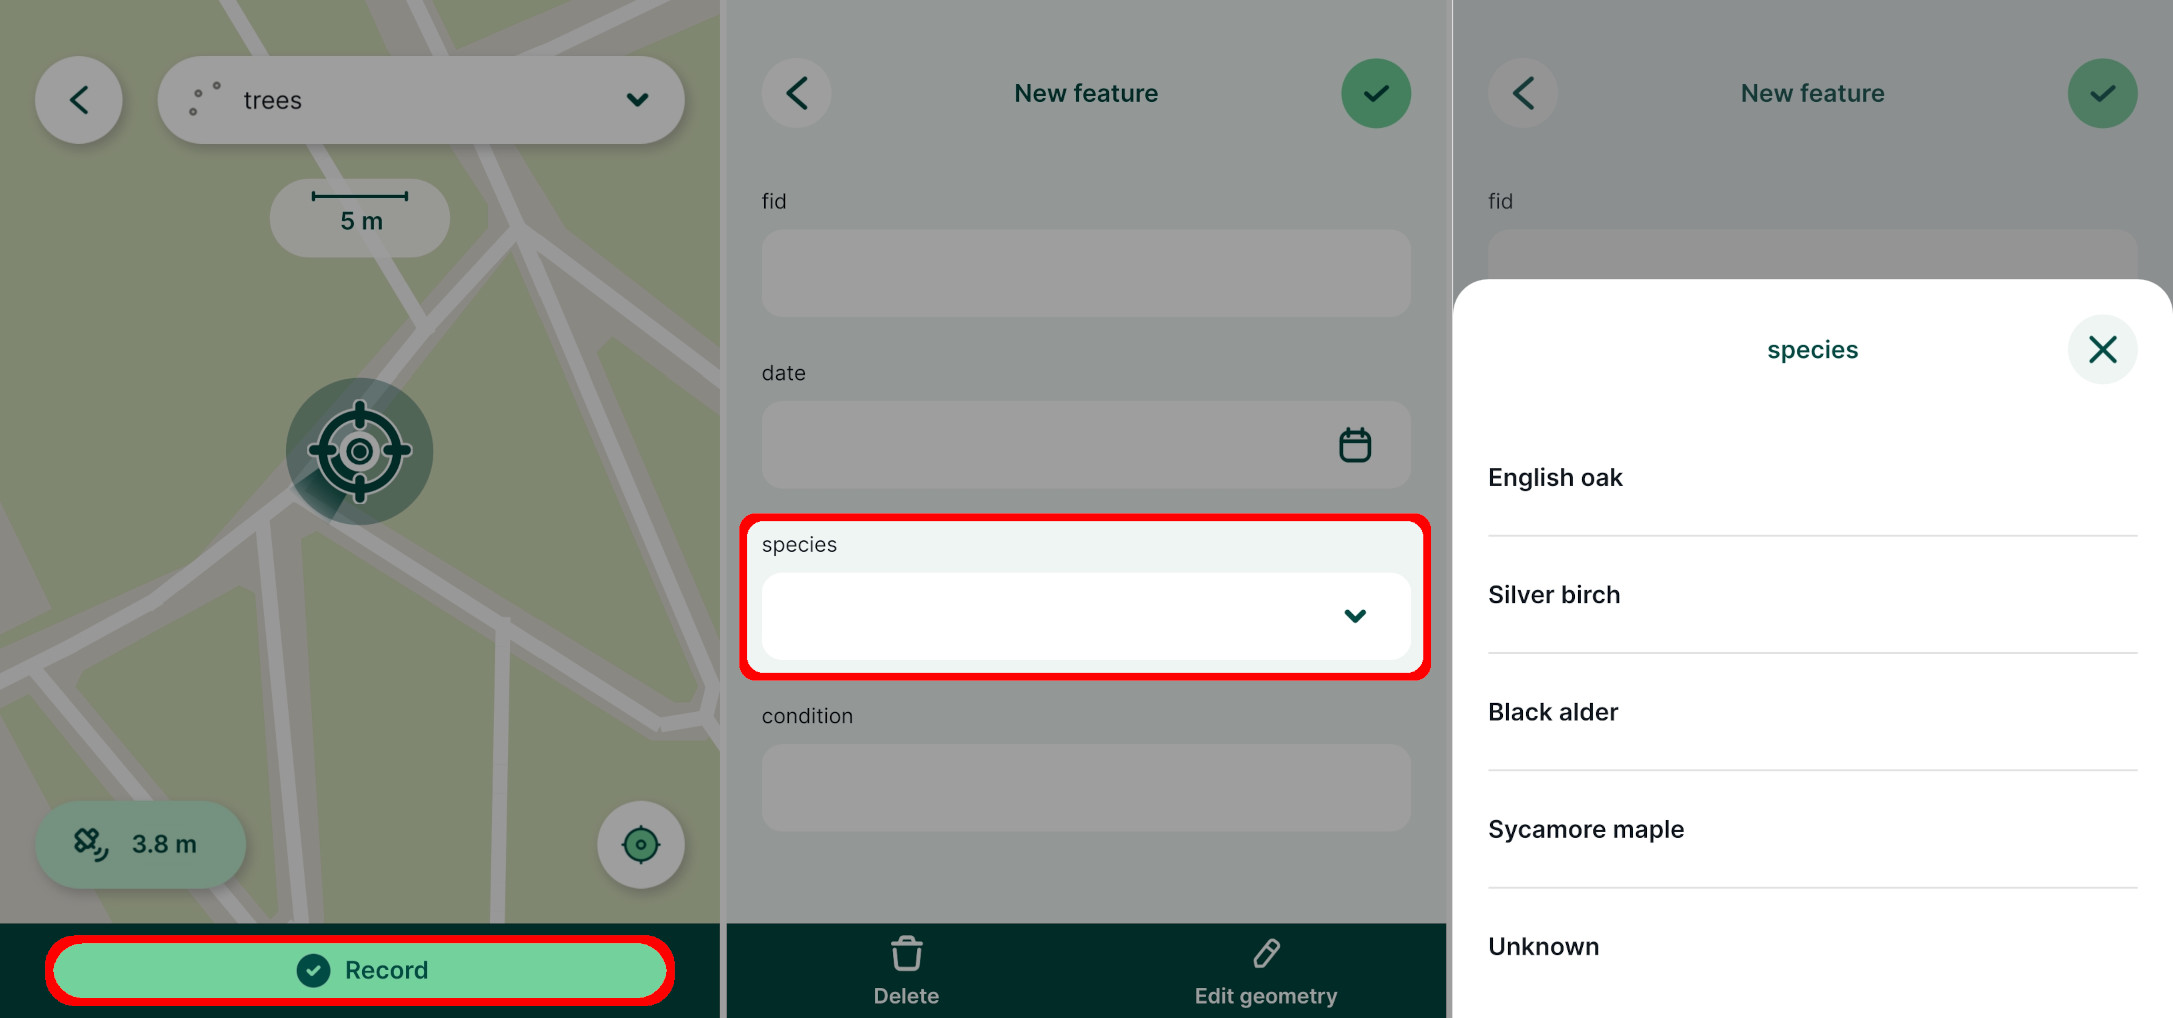 trees
5 m
3.8 m
Record
New feature
fid
date
species
condition
Delete
Edit geometry
New feature
fid
species
English oak
Silver birch
Black alder
Sycamore maple
Unknown